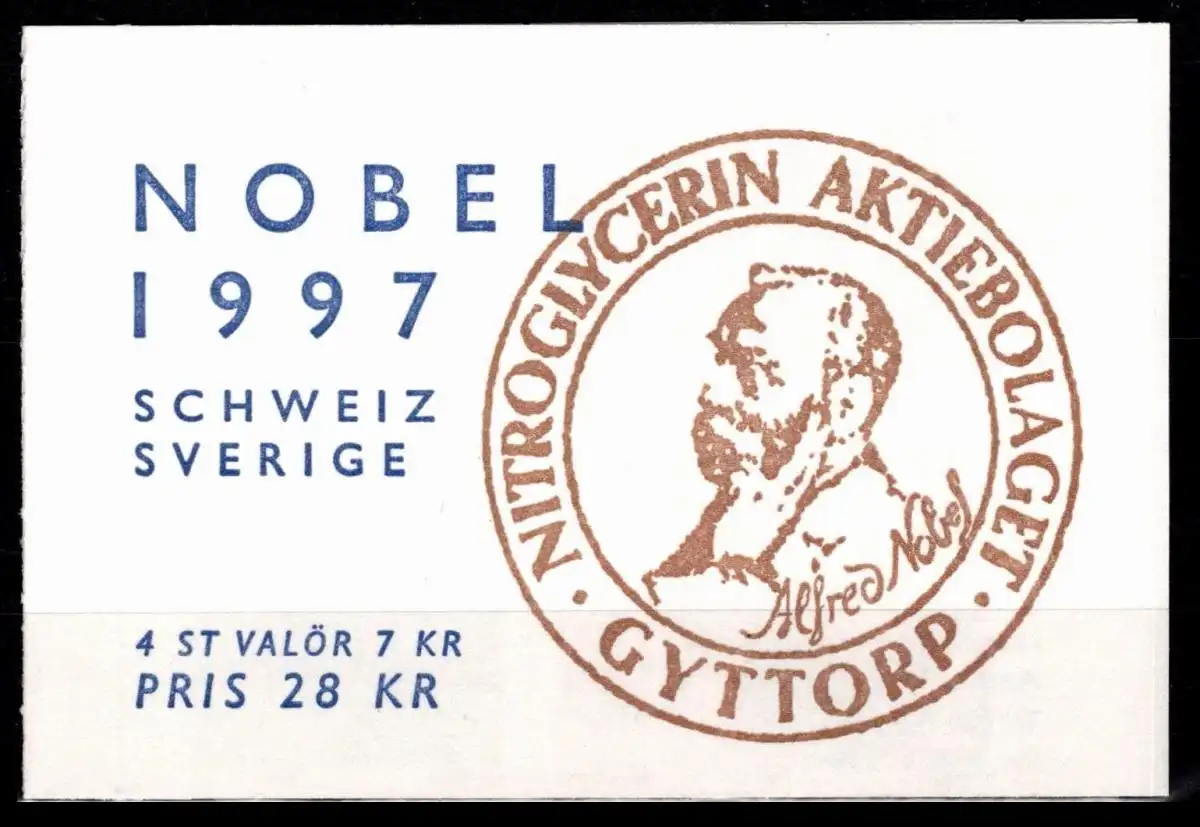 NOBEL
1997
SCHWEIZ
SVERIGE
4 ST VALÖR 7 KR
PRIS 28 KR
· NITROGLYCERIN AKTIEBOLAGET ·
GYTTORP
Alfred Nobel